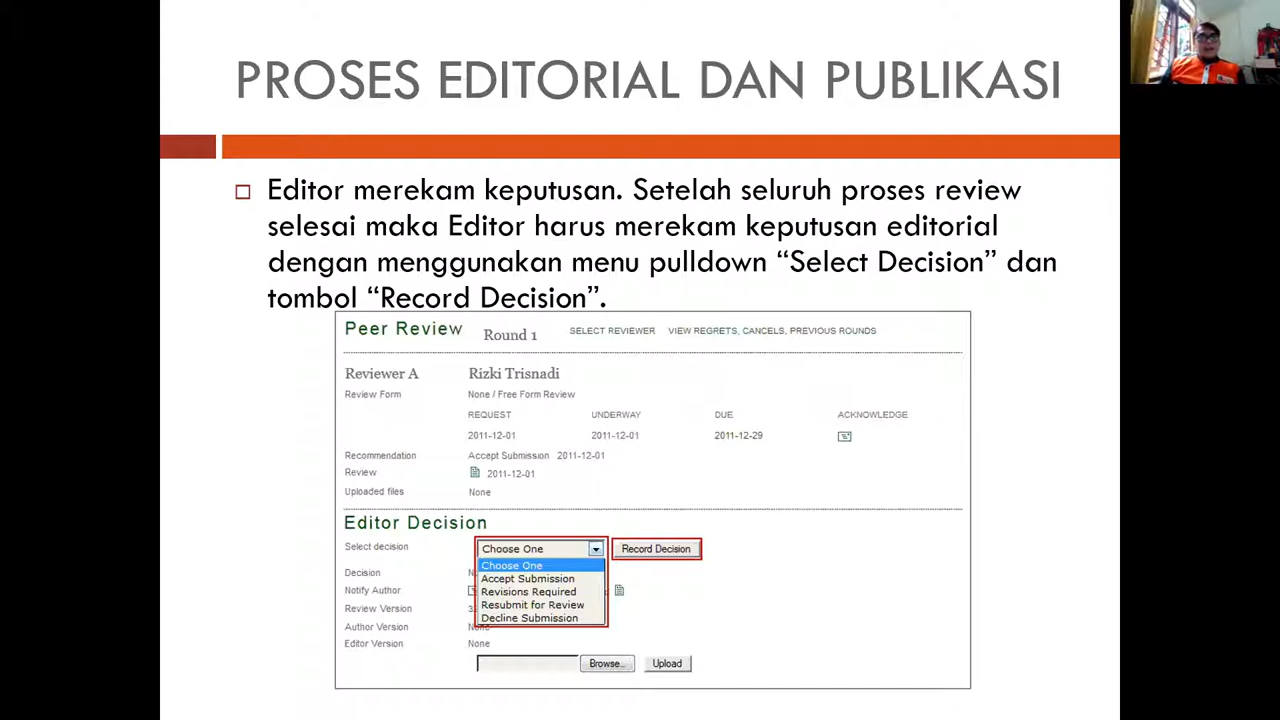 PROSES EDITORIAL DAN PUBLIKASI
Editor merekam keputusan. Setelah seluruh proses review
selesai maka Editor harus merekam keputusan editorial
dengan menggunakan menu pulldown “Select Decision” dan
tombol “Record Decision”.
Peer Review Round 1 SELECT REVIEWER VIEW REGRETS, CANCELS, PREVIOUS ROUNDS
Reviewer A Rizki Trisnadi
Review Form None / Free Form Review
REQUEST UNDERWAY DUE ACKNOWLEDGE
2011-12-01 2011-12-01 2011-12-29
Recommendation Accept Submission 2011-12-01
Review 2011-12-01
Uploaded files None
Editor Decision
Select decision Choose One Record Decision
Choose One
Decision
Accept Submission
Notify Author Revisions Required
Review Version Resubmit for Review
Author Version Decline Submission
Editor Version None
Browse... Upload